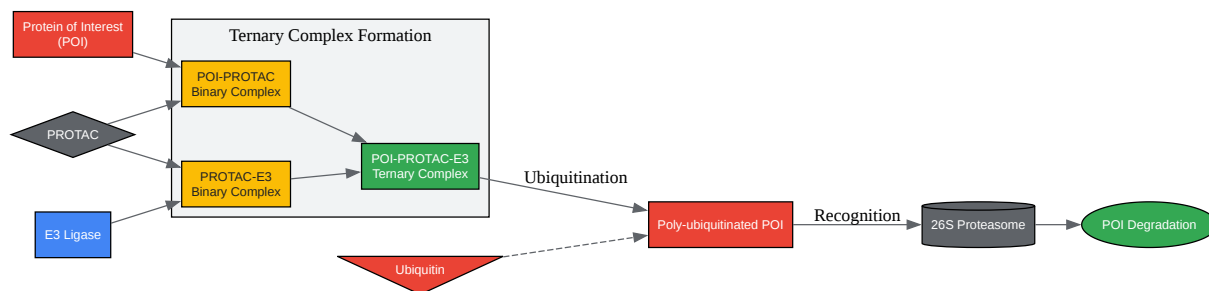 Protein of Interest
(POI)
Ternary Complex Formation
POI-PROTAC
Binary Complex
PROTAC
POI-PROTAC-E3
Ternary Complex
PROTAC-E3
Binary Complex
Ubiquitination
E3 Ligase
Poly-ubiquitinated POI
Recognition
26S Proteasome
POI Degradation
Ubiquitin